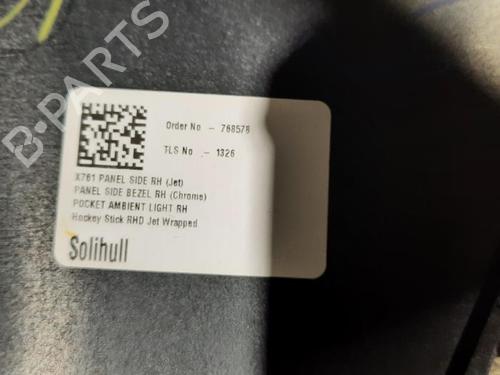 B-PARTS
Order No - 768578
TLS No .- 1326
X761 PANEL SIDE RH (Jet)
PANEL SIDE BEZEL RH (Chrome)
POCKET AMBIENT LIGHT RH
Hockey Stick RHD Jet Wrapped
Solihull